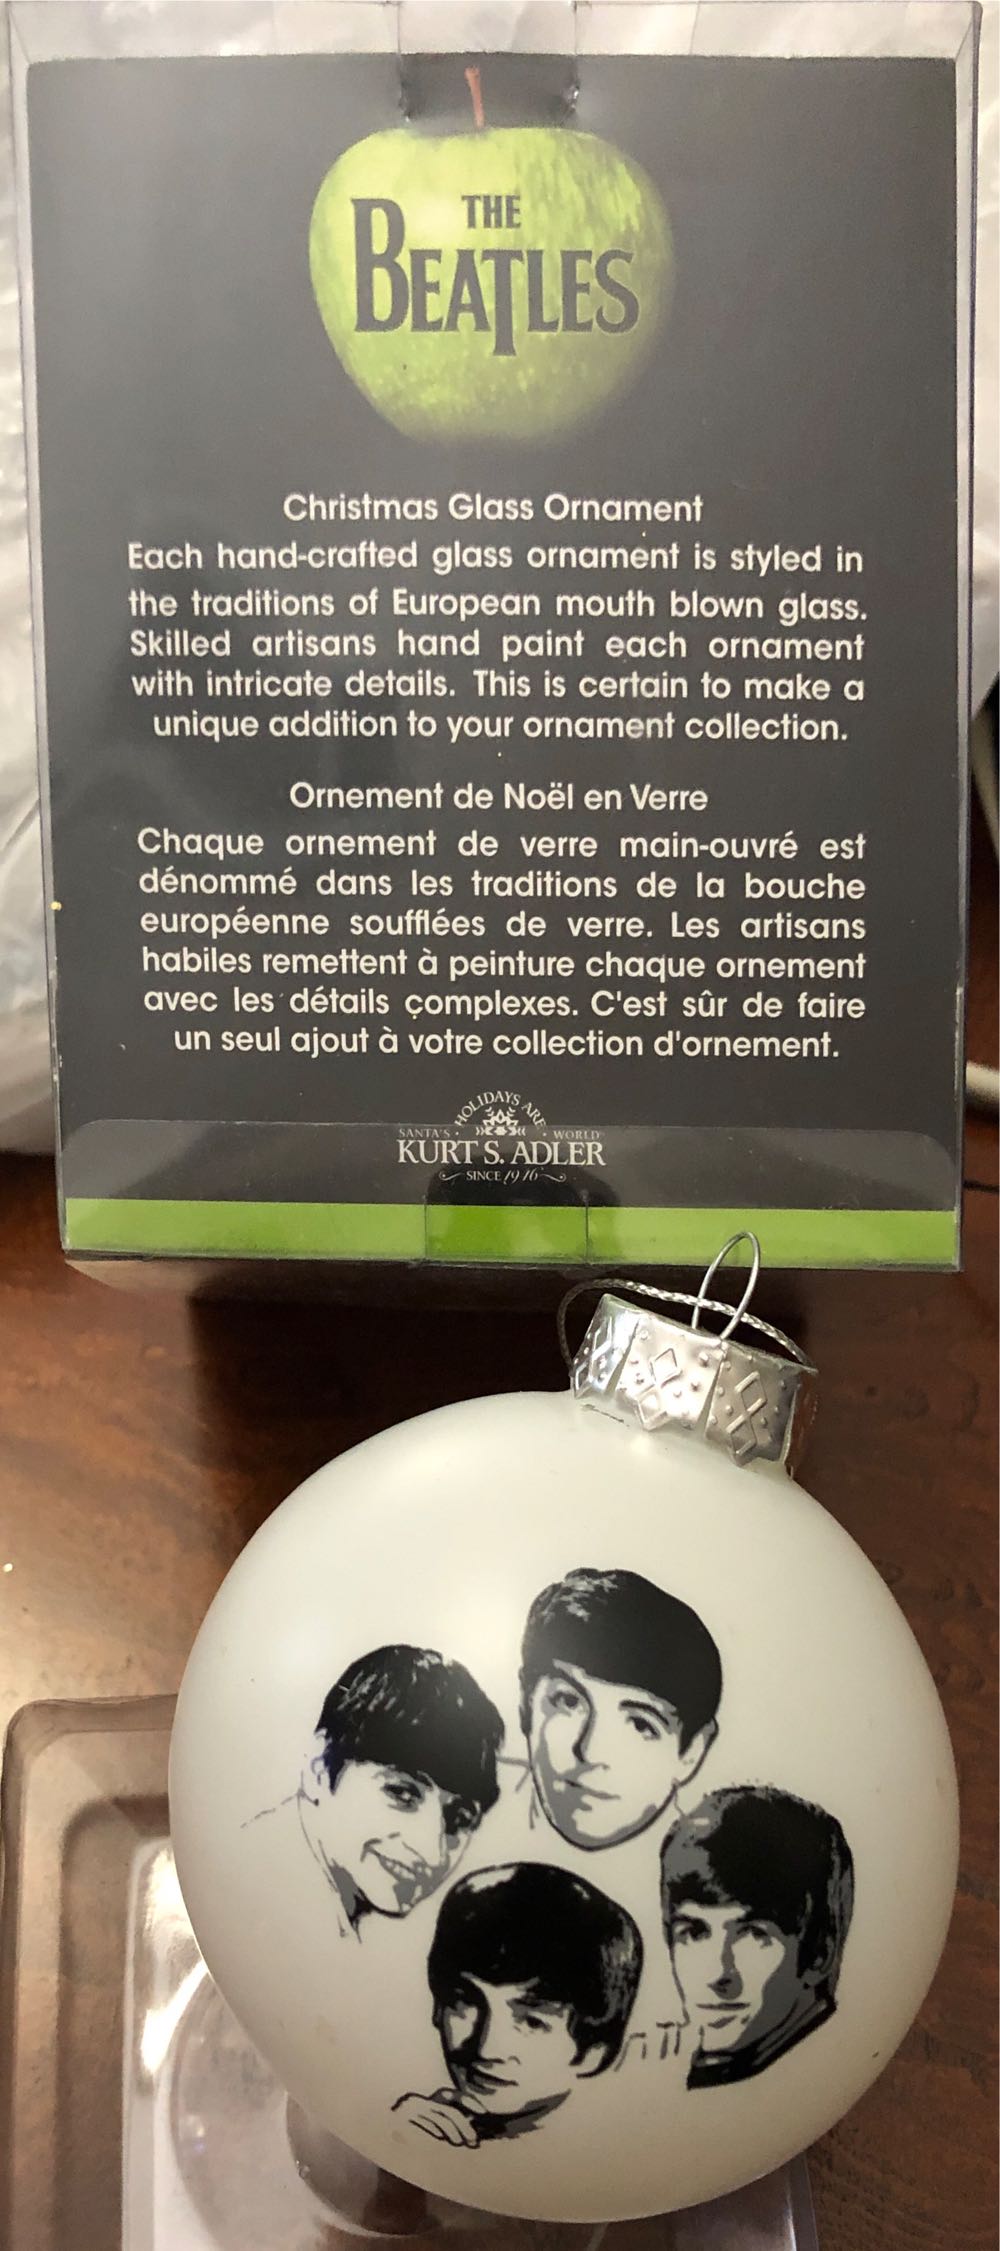 THE
BEATLES
Christmas Glass Ornament
Each hand-crafted glass ornament is styled in
the traditions of European mouth blown glass.
Skilled artisans hand paint each ornament
with intricate details. This is certain to make a
unique addition to your ornament collection.
Ornement de Noël en Verre
Chaque ornement de verre main-ouvré est
dénommé dans les traditions de la bouche
européenne soufflées de verre. Les artisans
habiles remettent à peinture chaque ornement
avec les détails complexes. C'est sûr de faire
un seul ajout à votre collection d'ornement.
HOLIDAYS ARE
SANTA'S · WORLD
KURT S. ADLER
SINCE 1946